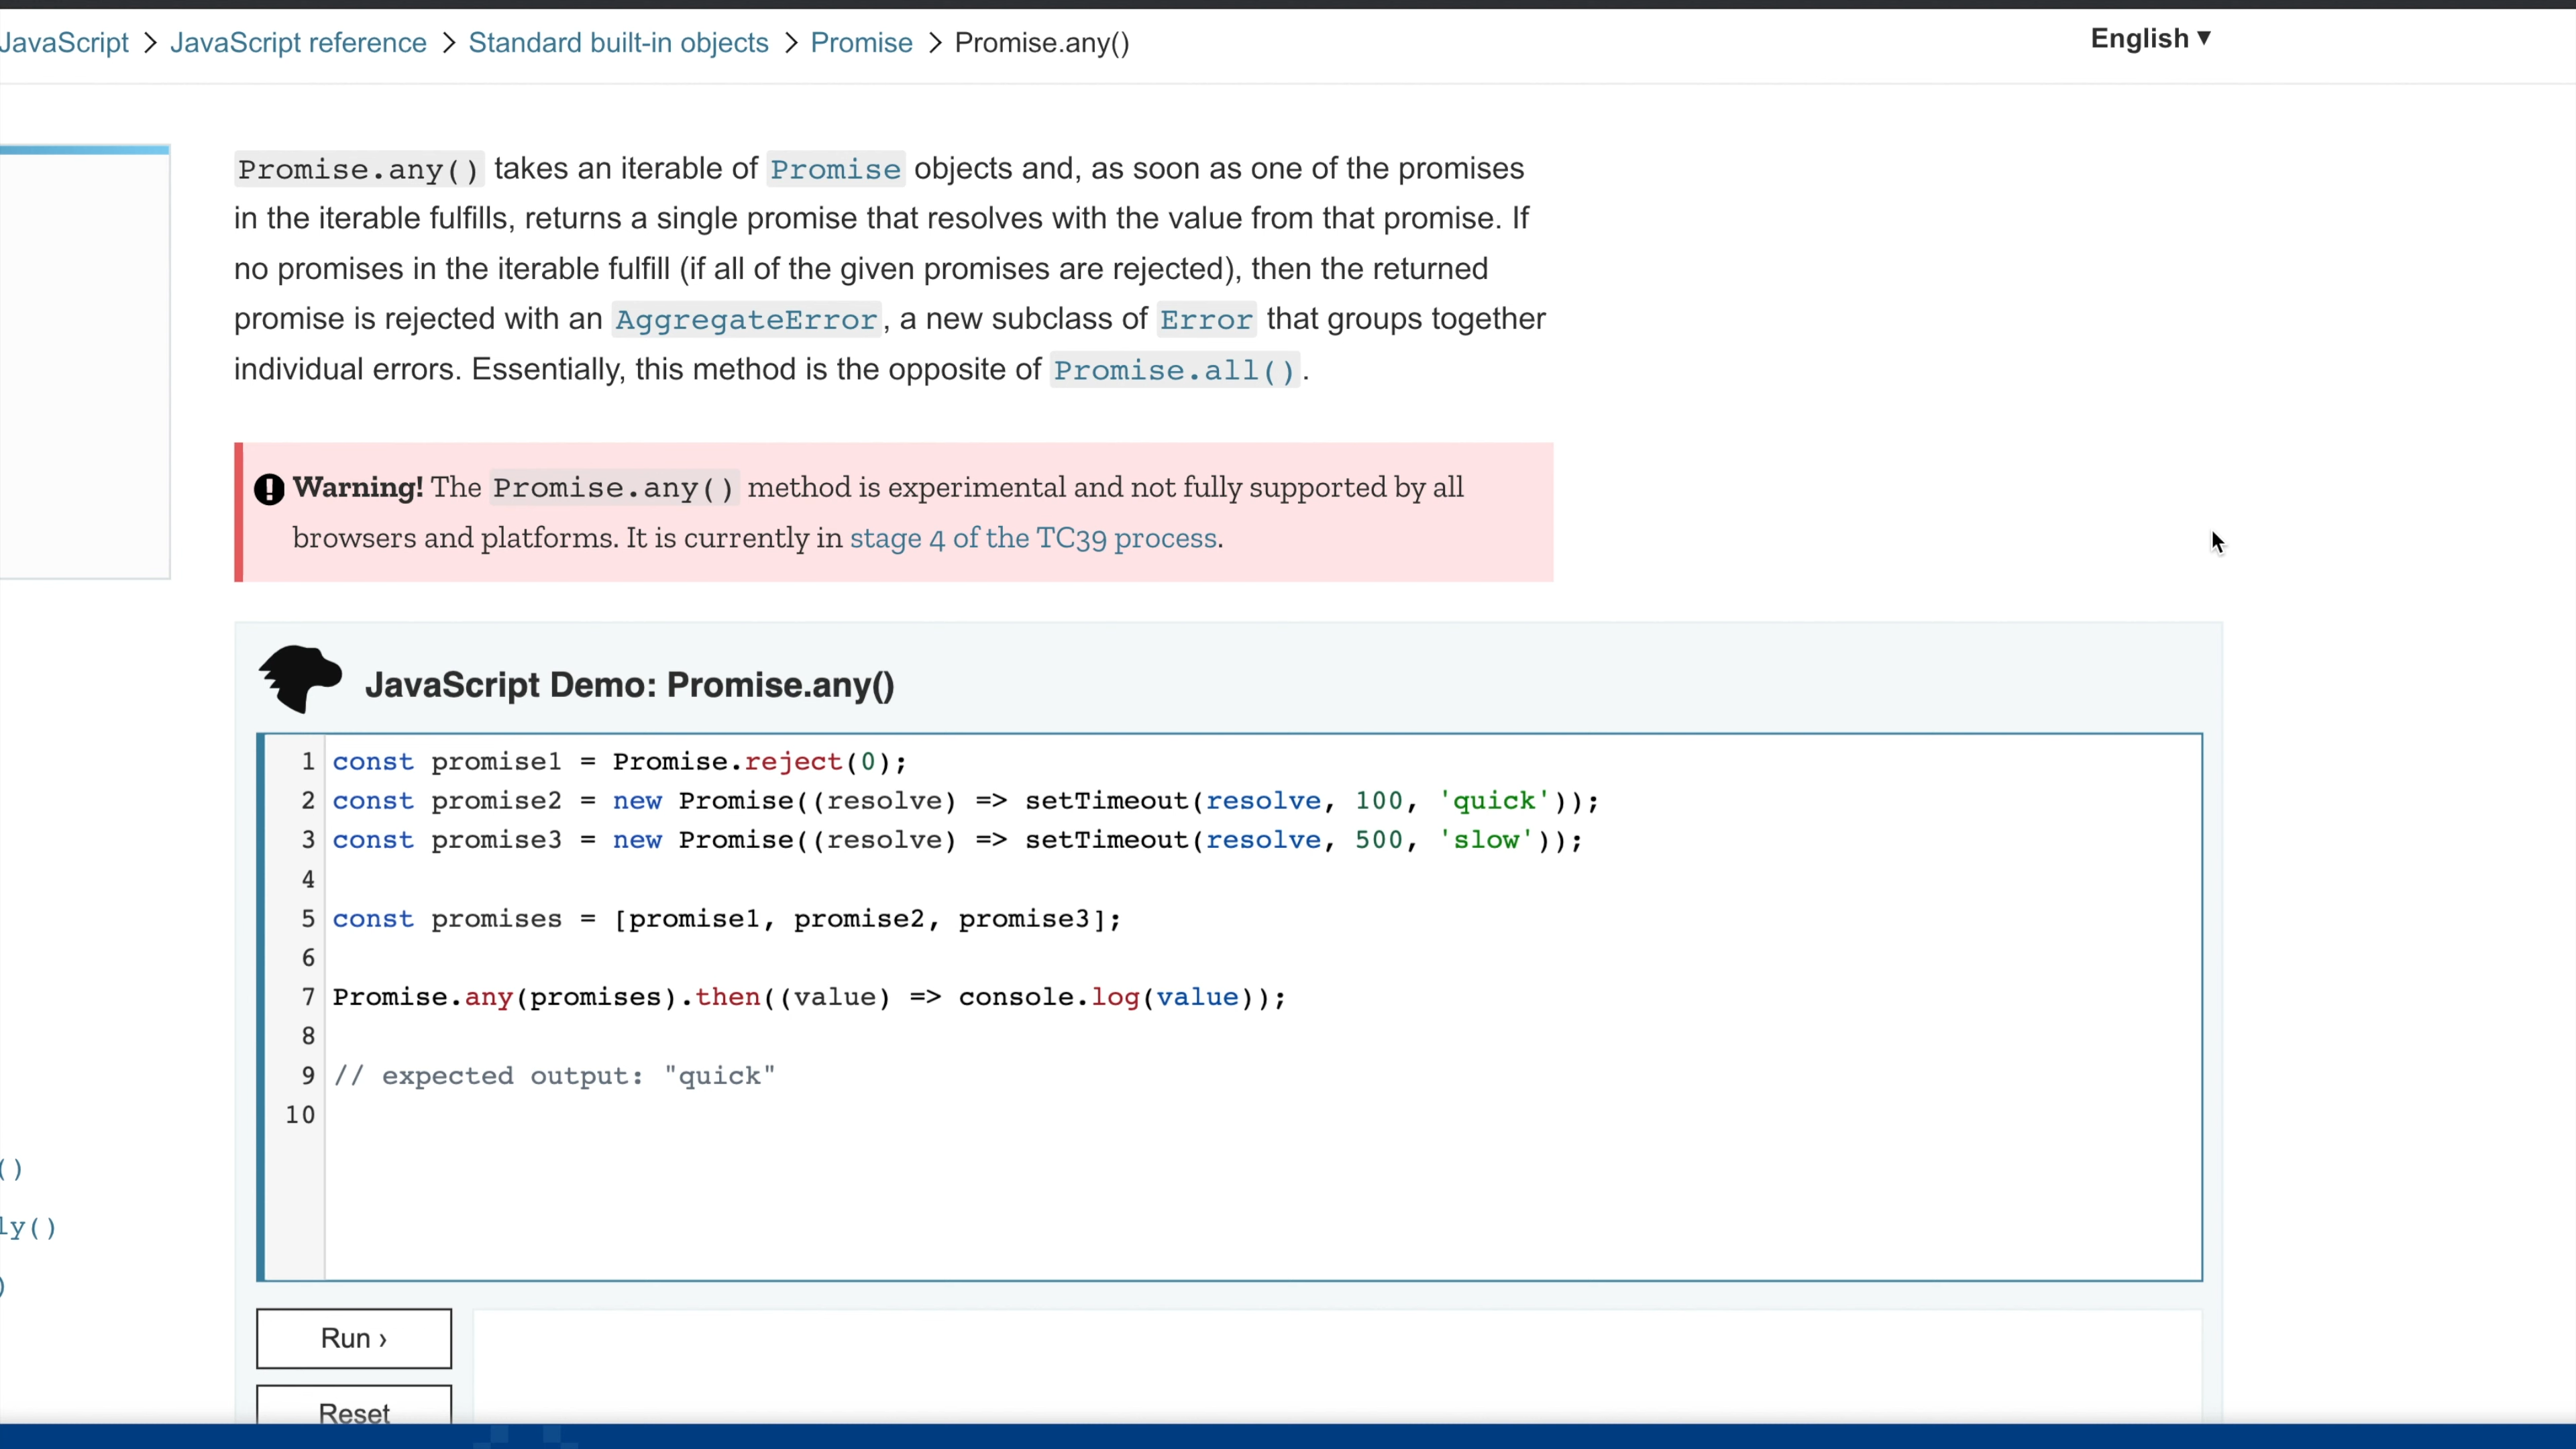 JavaScript > JavaScript reference > Standard built-in objects > Promise > Promise.any()
English ▼
Promise.any() takes an iterable of Promise objects and, as soon as one of the promises
in the iterable fulfills, returns a single promise that resolves with the value from that promise. If
no promises in the iterable fulfill (if all of the given promises are rejected), then the returned
promise is rejected with an AggregateError, a new subclass of Error that groups together
individual errors. Essentially, this method is the opposite of Promise.all().
Warning! The Promise.any() method is experimental and not fully supported by all
browsers and platforms. It is currently in stage 4 of the TC39 process.
JavaScript Demo: Promise.any()
1 const promise1 = Promise.reject(0);
2 const promise2 = new Promise((resolve) => setTimeout(resolve, 100, 'quick'));
3 const promise3 = new Promise((resolve) => setTimeout(resolve, 500, 'slow'));
4
5 const promises = [promise1, promise2, promise3];
6
7 Promise.any(promises).then((value) => console.log(value));
8
9 // expected output: "quick"
10
()
ly()
)
Run ›
Reset